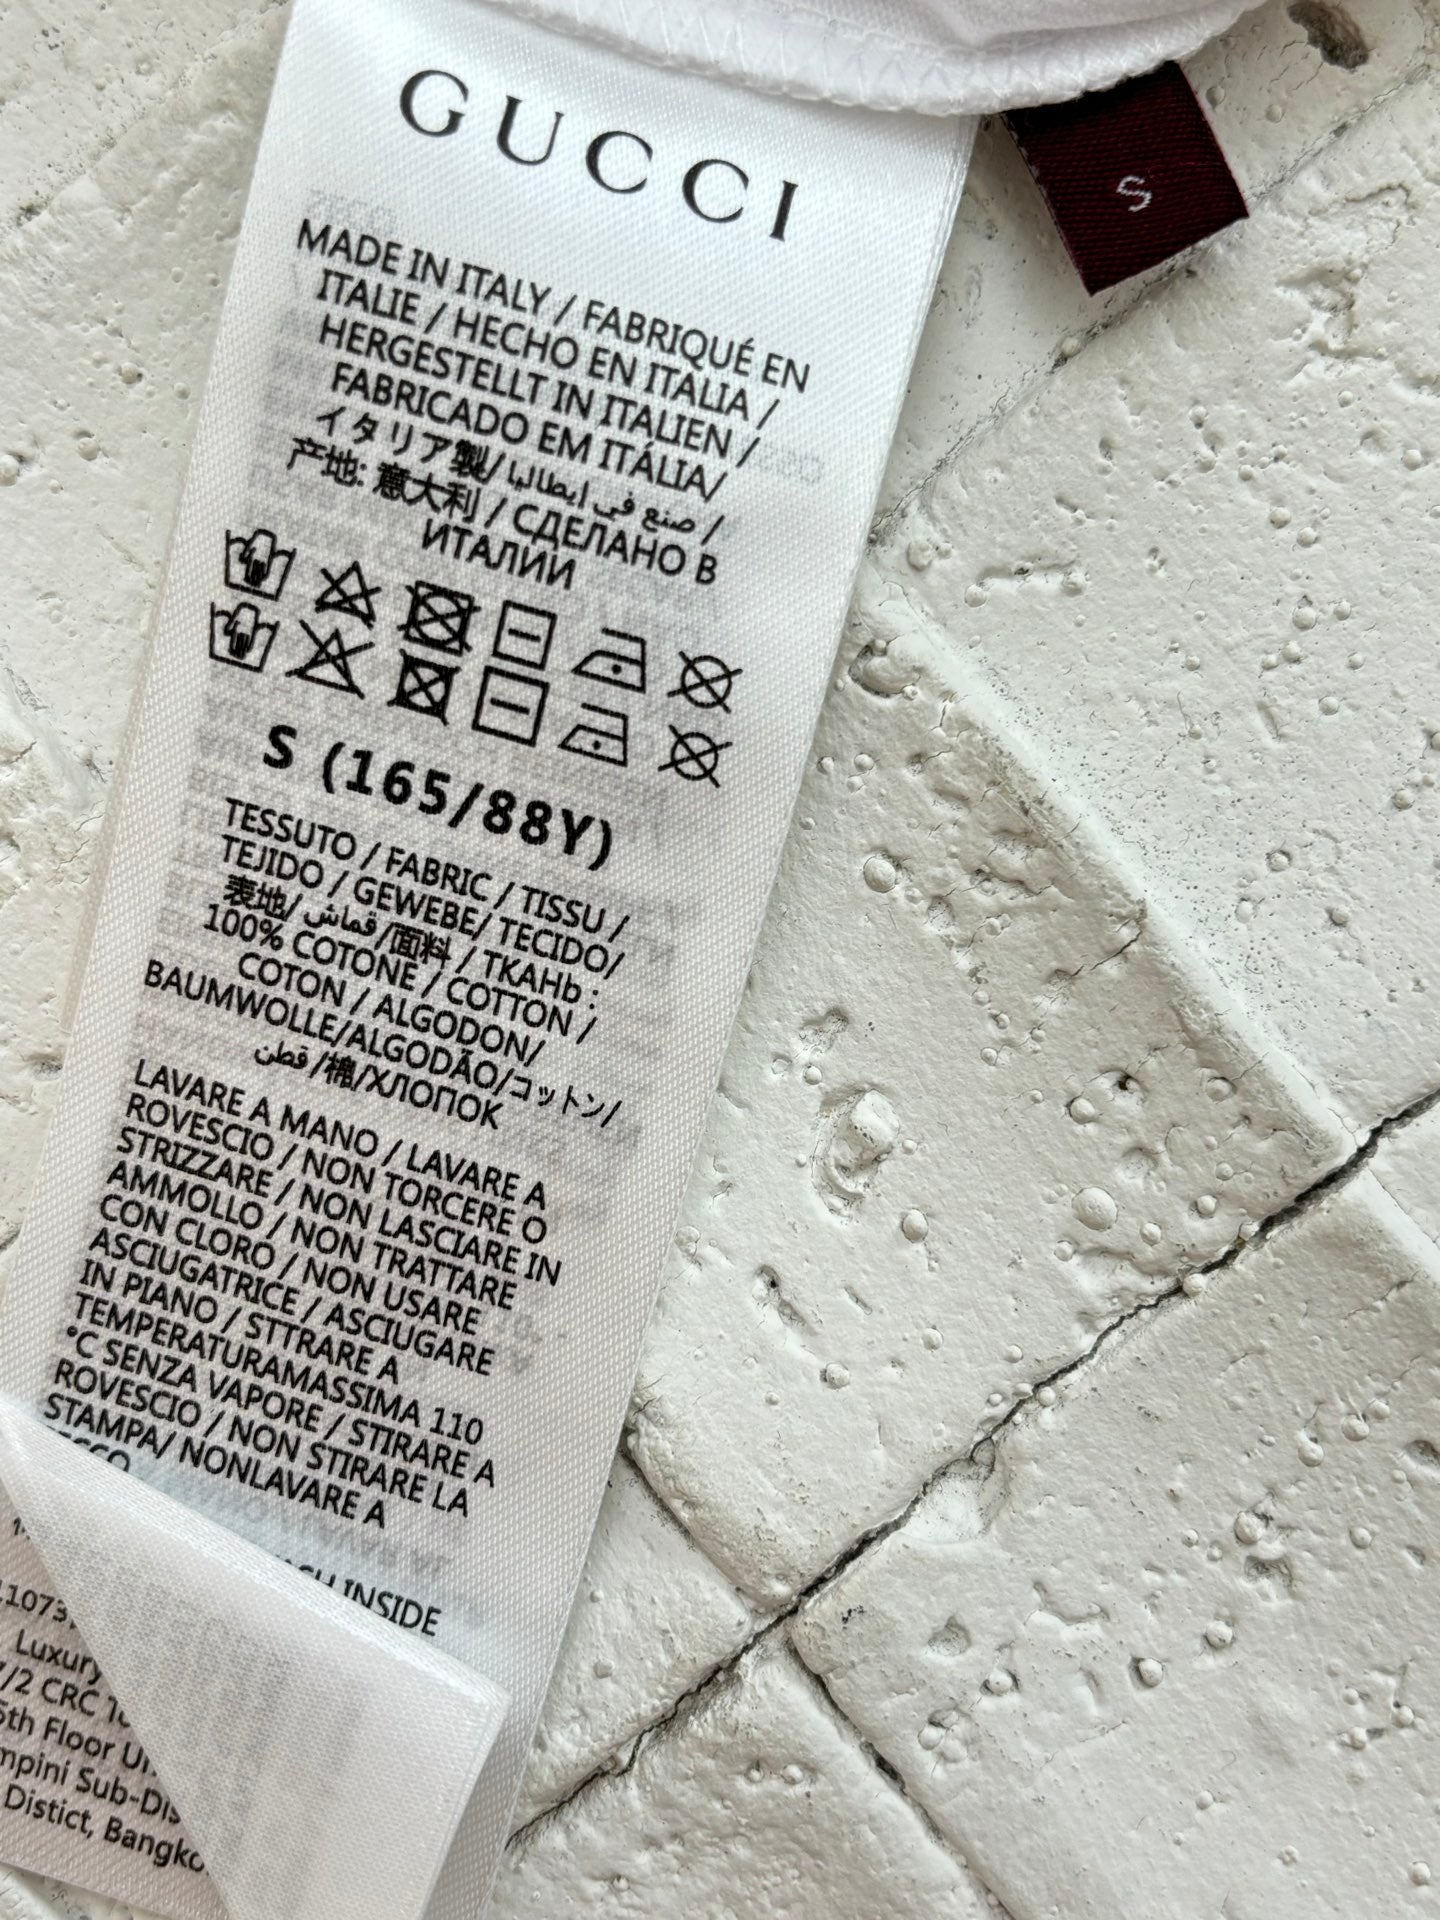 GUCCI
S
MADE IN ITALY / FABRIQUÉ EN
ITALIE / HECHO EN ITALIA /
HERGESTELLT IN ITALIEN /
FABRICADO EM ITÁLIA/
イタリア製/ صنع في ايطاليا /
产地: 意大利 / СДЕЛАНО В
ИТАЛИИ
S (165/88Y)
TESSUTO / FABRIC / TISSU /
TEJIDO / GEWEBE/ TECIDO/
表地/ قماش /面料 / ТКАНЬ :
100% COTONE / COTTON /
COTON / ALGODON/
BAUMWOLLE/ALGODÃO/コットン/
قطن /棉/ХЛОПОК
LAVARE A MANO / LAVARE A
ROVESCIO / NON TORCERE O
STRIZZARE / NON LASCIARE IN
AMMOLLO / NON TRATTARE
CON CLORO / NON USARE
ASCIUGATRICE / ASCIUGARE
IN PIANO / STTRARE A
TEMPERATURAMASSIMA 110
°C SENZA VAPORE / STIRARE A
ROVESCIO / NON STIRARE LA
STAMPA/ NONLAVARE A
INSIDE
11073
Luxury
/2 CRC
5th Floor
mpini Sub-Dis
Distict, Bangko